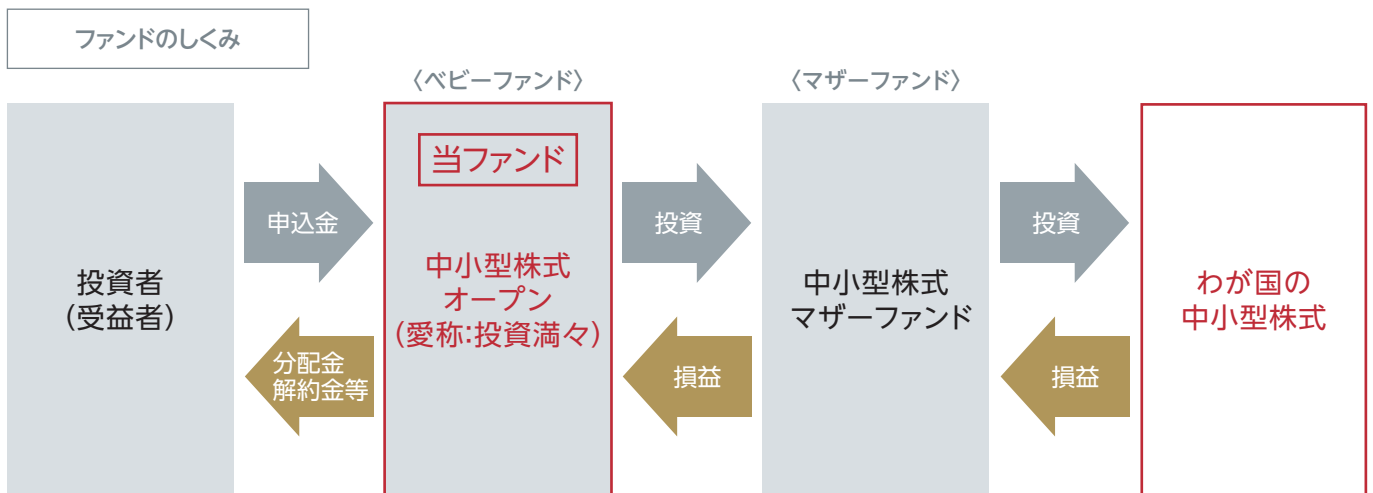 ファンドのしくみ
〈ベビーファンド〉
〈マザーファンド〉
投資者
(受益者)
申込金
分配金
解約金等
当ファンド
中小型株式
オープン
(愛称:投資満々)
投資
損益
中小型株式
マザーファンド
投資
損益
わが国の
中小型株式